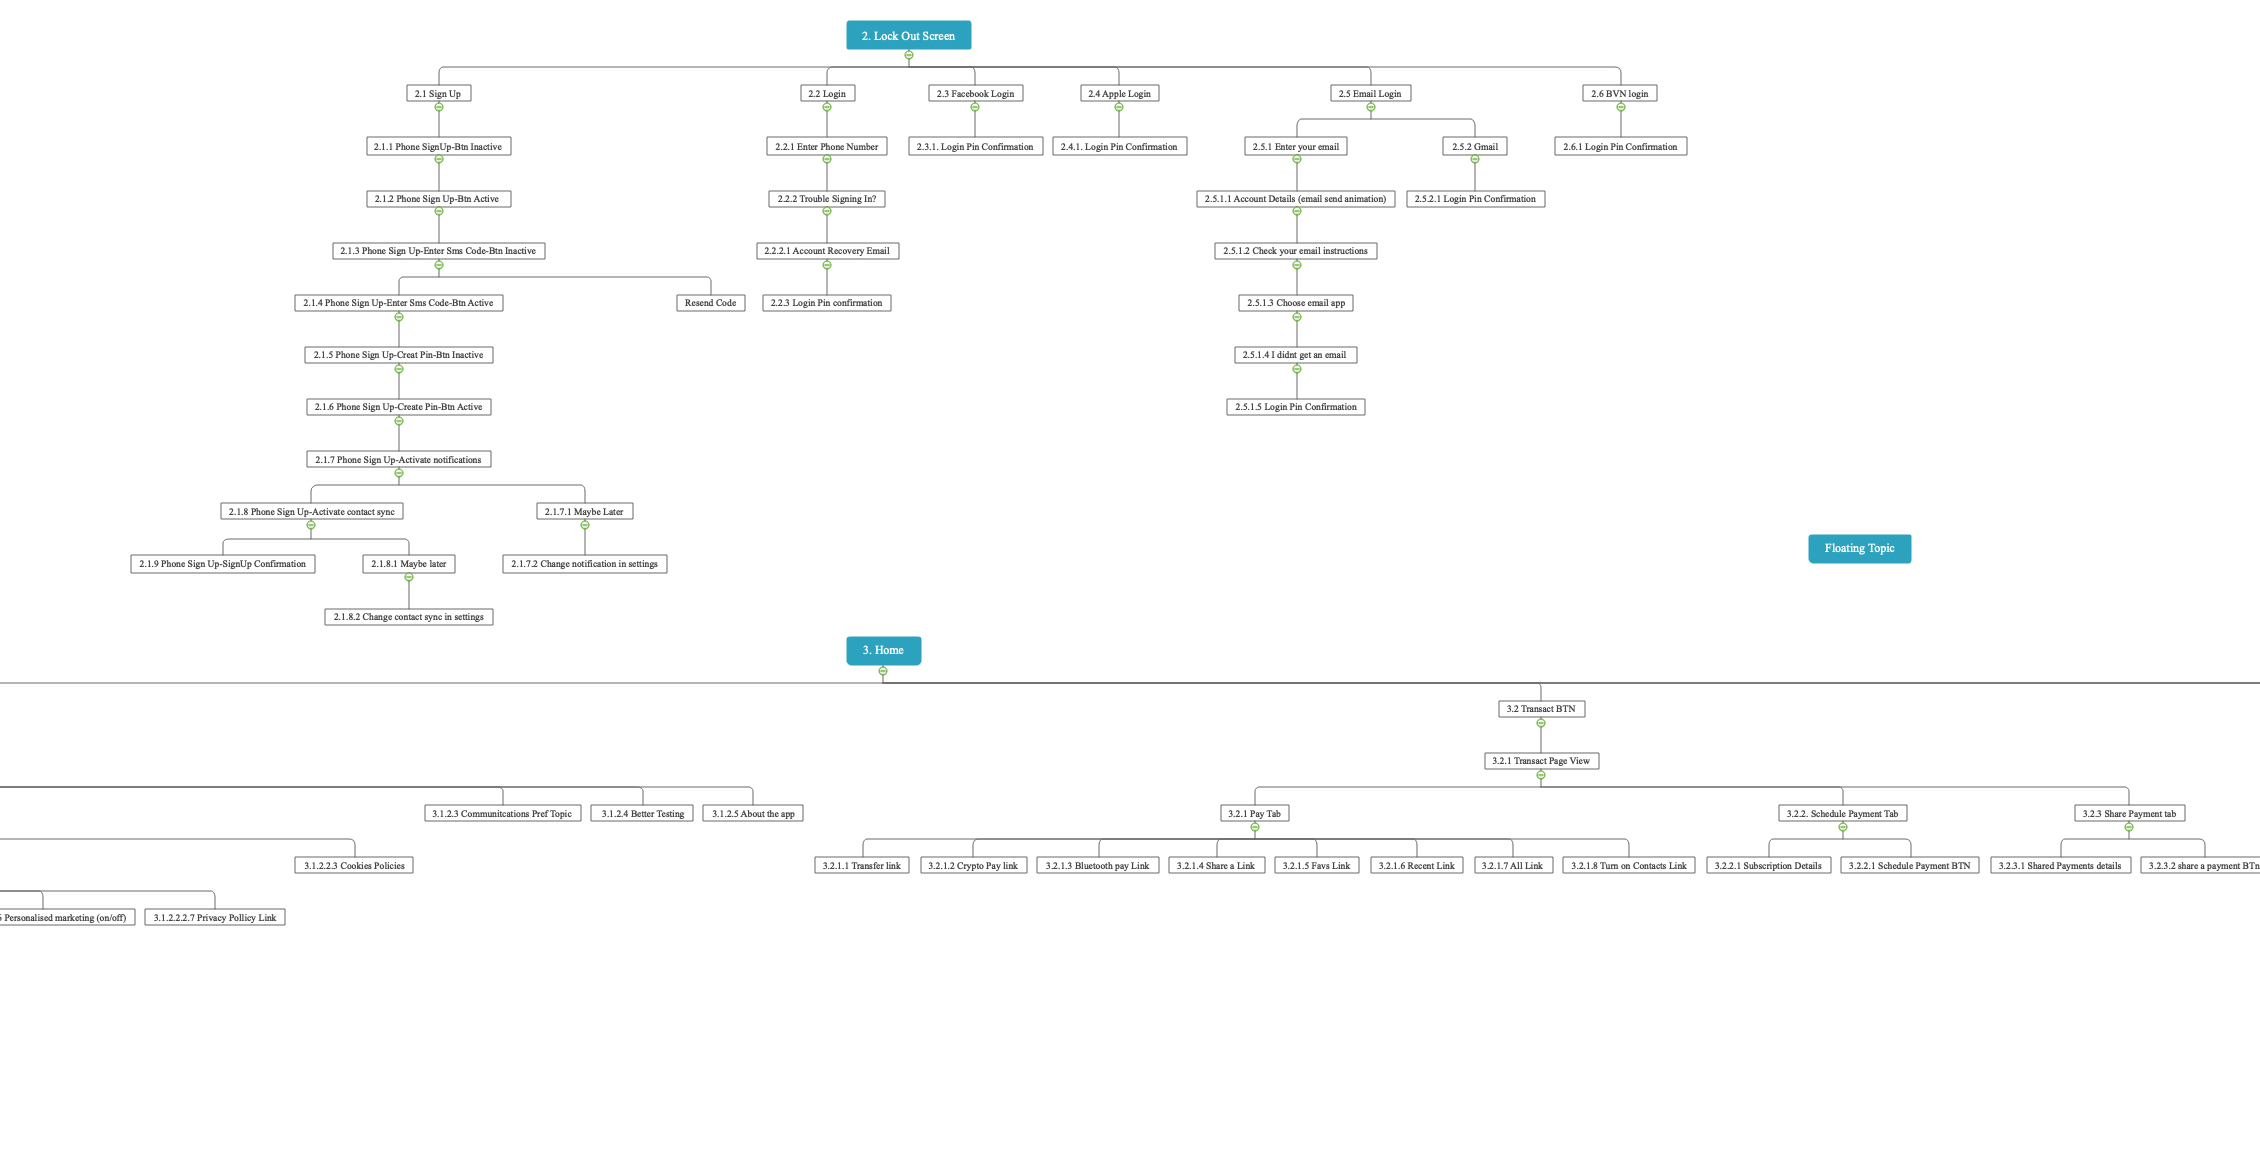 2. Lock Out Screen
2.1 Sign Up
2.2 Login
2.3 Facebook Login
2.4 Apple Login
2.5 Email Login
2.6 BVN login
2.1.1 Phone SignUp-Btn Inactive
2.2.1 Enter Phone Number
2.3.1. Login Pin Confirmation
2.4.1. Login Pin Confirmation
2.5.1 Enter your email
2.5.2 Gmail
2.6.1 Login Pin Confirmation
2.1.2 Phone Sign Up-Btn Active
2.2.2 Trouble Signing In?
2.5.1.1 Account Details (email send animation)
2.5.2.1 Login Pin Confirmation
2.1.3 Phone Sign Up-Enter Sms Code-Btn Inactive
2.2.2.1 Account Recovery Email
2.5.1.2 Check your email instructions
2.1.4 Phone Sign Up-Enter Sms Code-Btn Active
Resend Code
2.2.3 Login Pin confirmation
2.5.1.3 Choose email app
2.1.5 Phone Sign Up-Creat Pin-Btn Inactive
2.5.1.4 I didnt get an email
2.1.6 Phone Sign Up-Create Pin-Btn Active
2.5.1.5 Login Pin Confirmation
2.1.7 Phone Sign Up-Activate notifications
2.1.8 Phone Sign Up-Activate contact sync
2.1.7.1 Maybe Later
Floating Topic
2.1.9 Phone Sign Up-SignUp Confirmation
2.1.8.1 Maybe later
2.1.7.2 Change notification in settings
2.1.8.2 Change contact sync in settings
3. Home
3.2 Transact BTN
3.2.1 Transact Page View
3.1.2.3 Communitcations Pref Topic
3.1.2.4 Better Testing
3.1.2.5 About the app
3.2.1 Pay Tab
3.2.2. Schedule Payment Tab
3.2.3 Share Payment tab
3.1.2.2.3 Cookies Policies
3.2.1.1 Transfer link
3.2.1.2 Crypto Pay link
3.2.1.3 Bluetooth pay Link
3.2.1.4 Share a Link
3.2.1.5 Favs Link
3.2.1.6 Recent Link
3.2.1.7 All Link
3.2.1.8 Turn on Contacts Link
3.2.2.1 Subscription Details
3.2.2.1 Schedule Payment BTN
3.2.3.1 Shared Payments details
3.2.3.2 share a payment BTn
Personalised marketing (on/off)
3.1.2.2.2.7 Privacy Pollicy Link